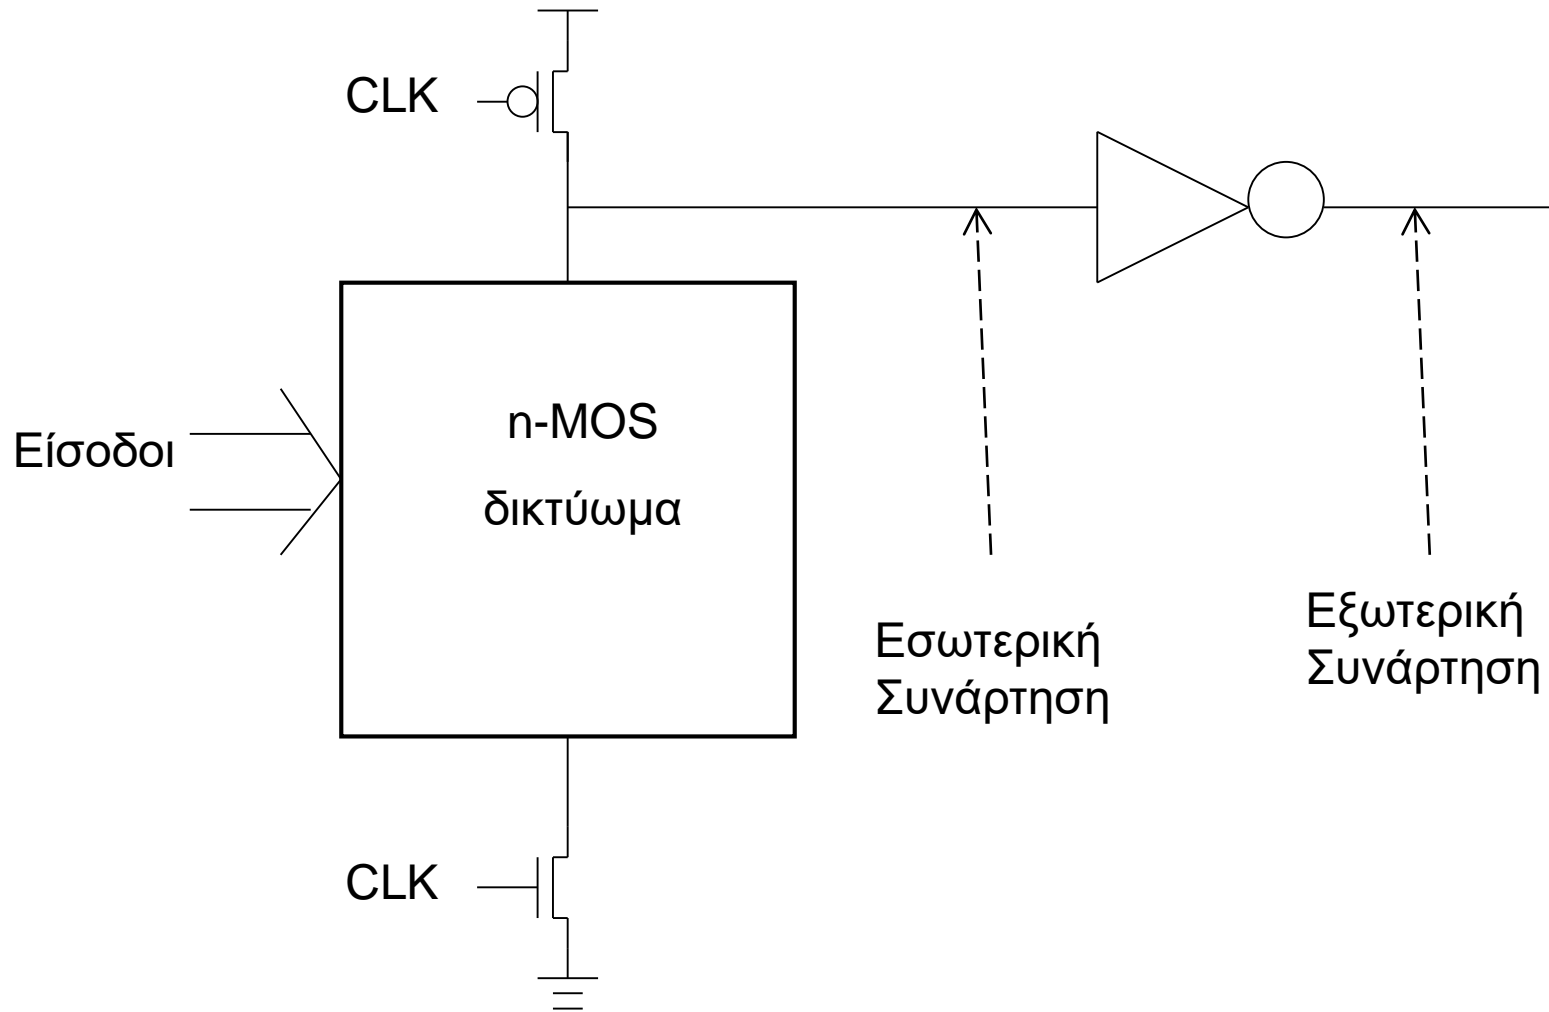 CLK
n-MOS
δικτύωμα
Είσοδοι
Εσωτερική
Συνάρτηση
Εξωτερική
Συνάρτηση
CLK